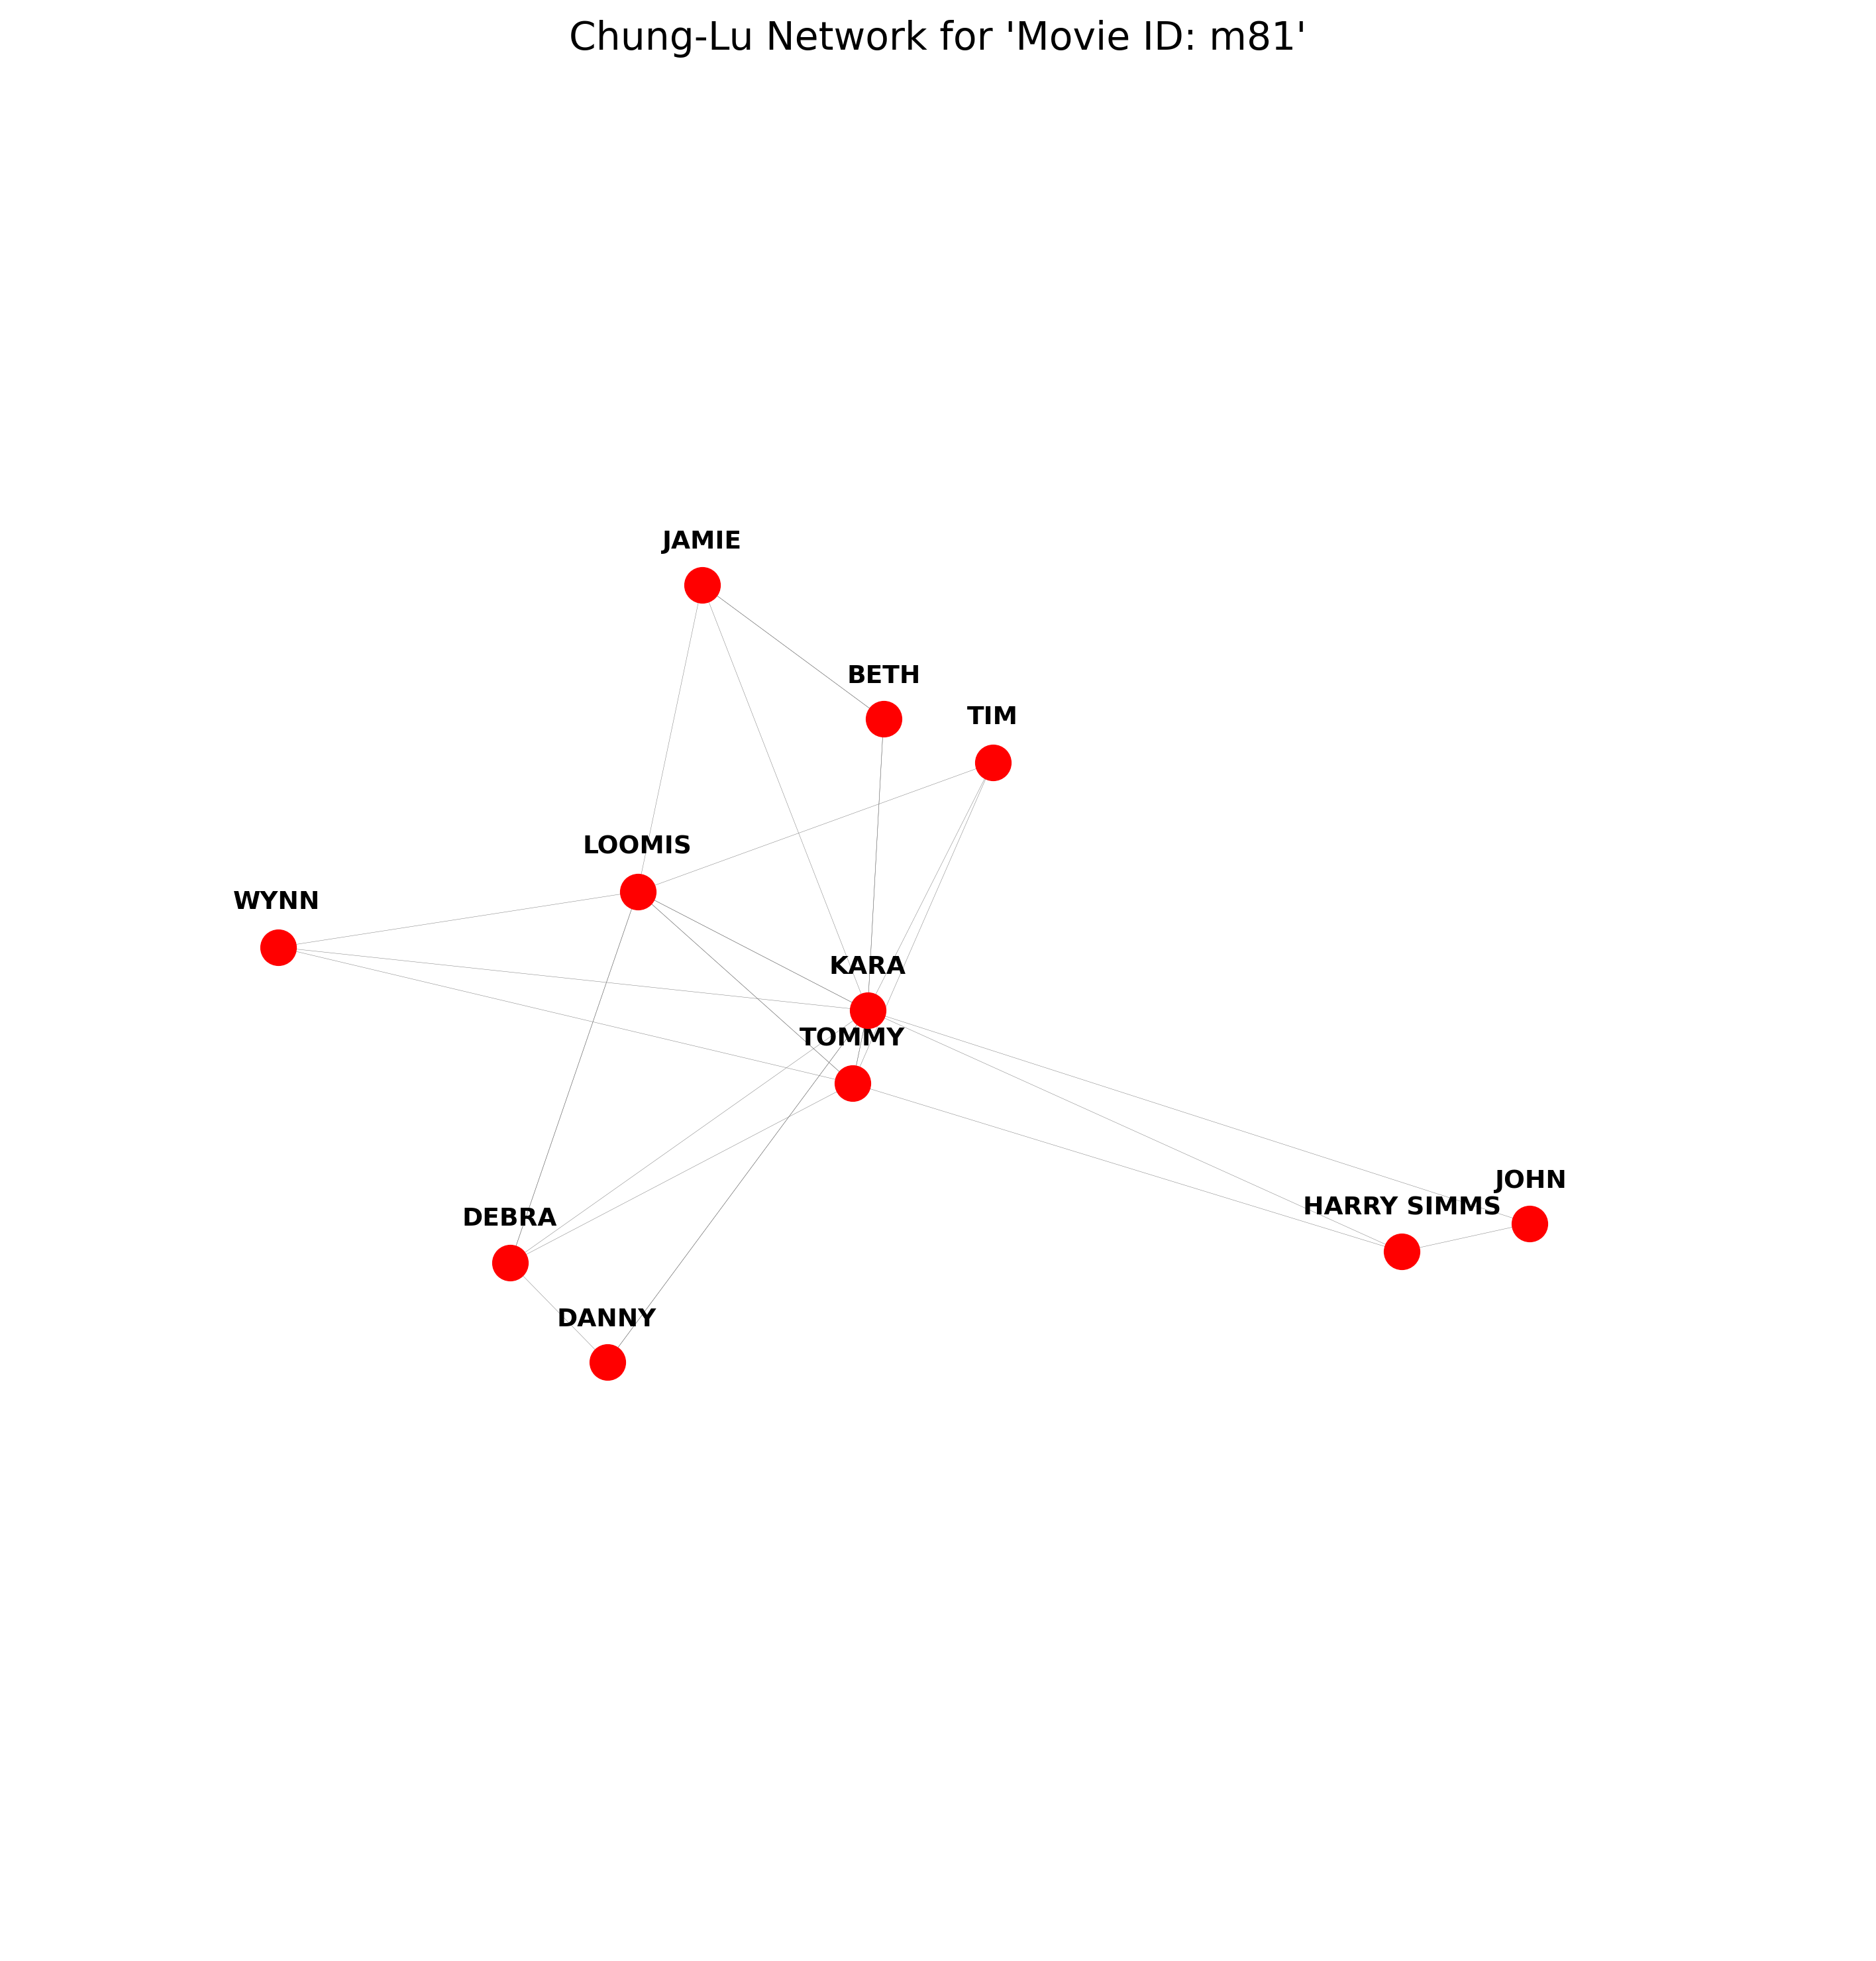 Chung-Lu Network for 'Movie ID: m81'
JAMIE
BETH
TIM
LOOMIS
WYNN
KARA
TOMMY
JOHN
HARRY SIMMS
DEBRA
DANNY